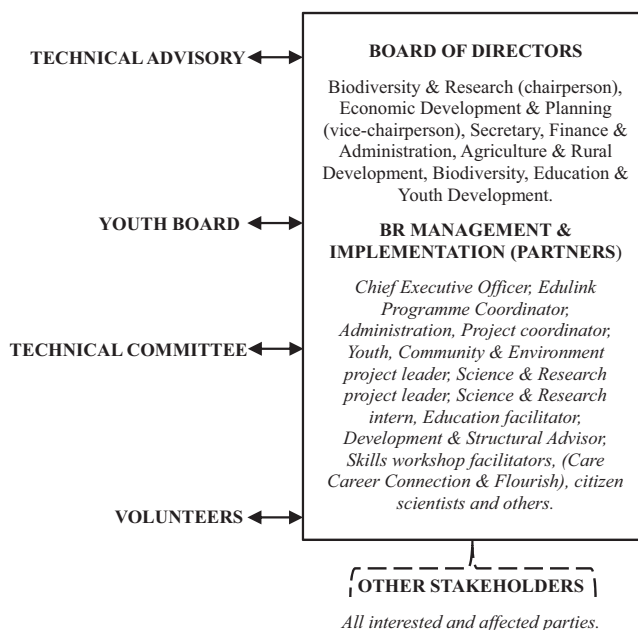 TECHNICAL ADVISORY
YOUTH BOARD
TECHNICAL COMMITTEE
VOLUNTEERS
BOARD OF DIRECTORS
Biodiversity & Research (chairperson),
Economic Development & Planning
(vice-chairperson), Secretary, Finance &
Administration, Agriculture & Rural
Development, Biodiversity, Education &
Youth Development.
BR MANAGEMENT &
IMPLEMENTATION (PARTNERS)
Chief Executive Officer, Edulink
Programme Coordinator,
Administration, Project coordinator,
Youth, Community & Environment
project leader, Science & Research
project leader, Science & Research
intern, Education facilitator,
Development & Structural Advisor,
Skills workshop facilitators, (Care
Career Connection & Flourish), citizen
scientists and others.
OTHER STAKEHOLDERS
All interested and affected parties.